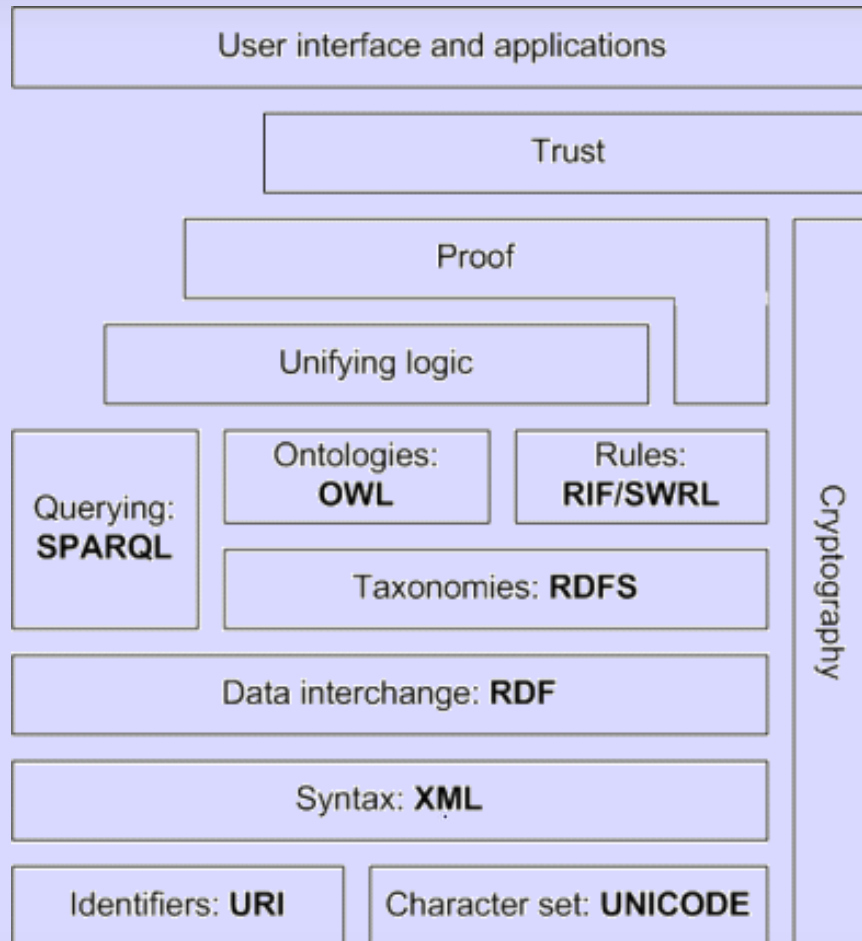 User interface and applications
Trust
Proof
Unifying logic
Querying:
SPARQL
Ontologies:
OWL
Rules:
RIF/SWRL
Taxonomies: RDFS
Cryptography
Data interchange: RDF
Syntax: XML
Identifiers: URI
Character set: UNICODE